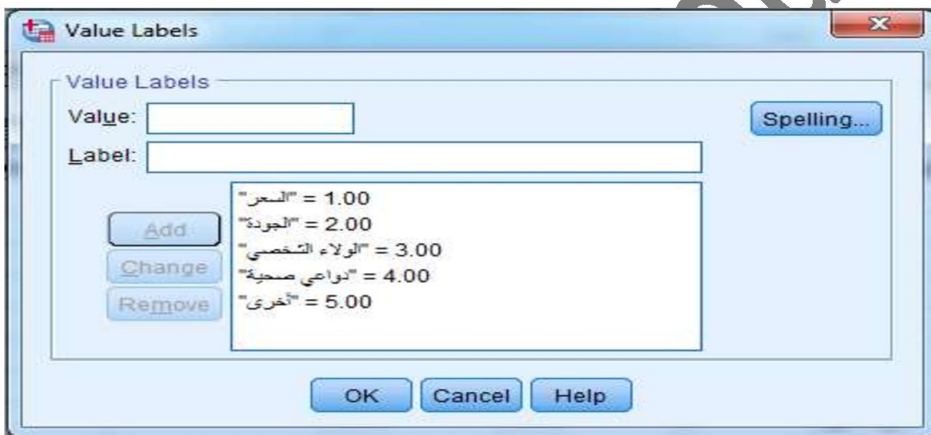 Value Labels
Value Labels
Value:
Spelling...
Label:
"السعر" = 1.00
"الجودة" = 2.00
"الولاء الشخصي" = 3.00
"دواعي صحية" = 4.00
"أخرى" = 5.00
Add
Change
Remove
OK Cancel Help